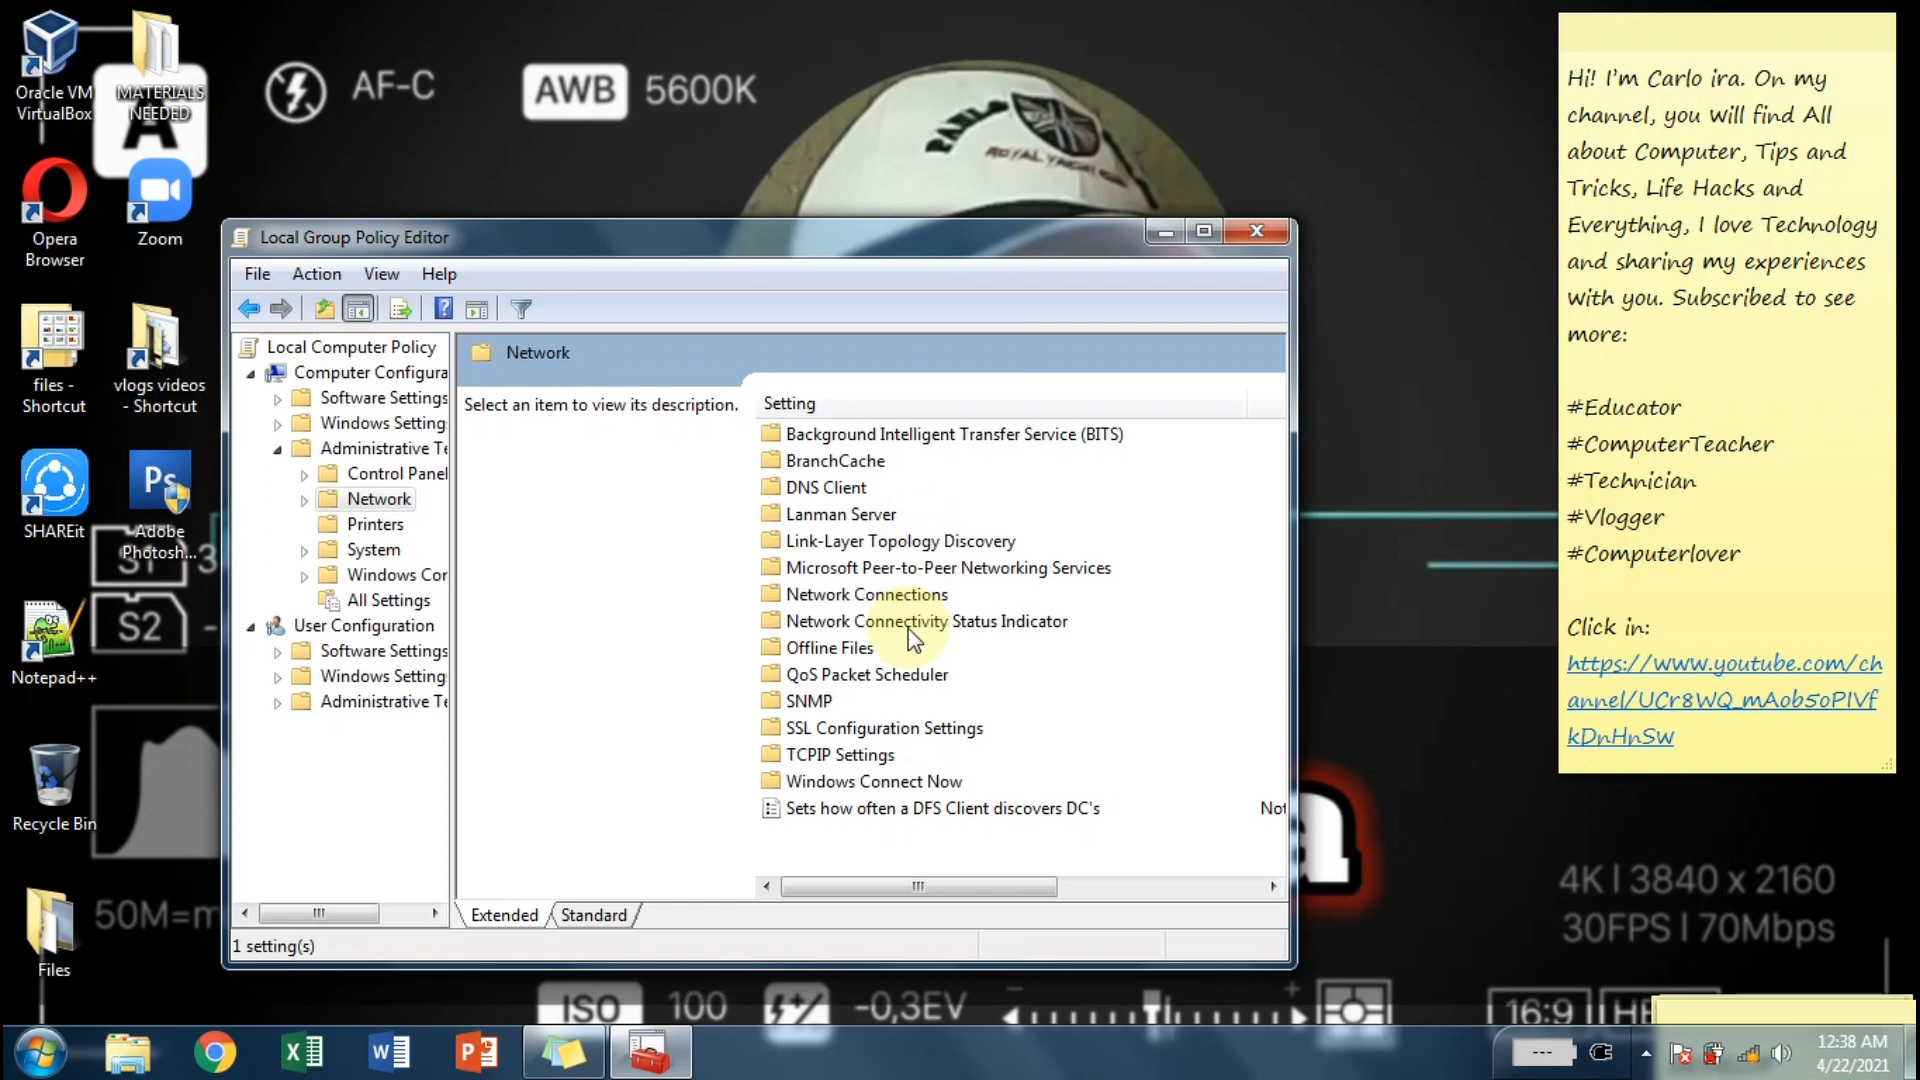 Oracle VM
VirtualBox
MATERIALS
NEEDED
A
AF-C
AWB 5600K
ROYAL YACHT
Hi! I'm Carlo ira. On my
channel, you will find All
about Computer, Tips and
Tricks, Life Hacks and
Everything, I love Technology
and sharing my experiences
with you. Subscribed to see
more:
#Educator
#ComputerTeacher
#Technician
#Vlogger
#Computerlover
Click in:
https://www.youtube.com/ch
annel/UCr8WQ_mAob5oPIVf
kDnHnSw
Opera
Browser
Zoom
files -
Shortcut
vlogs videos
- Shortcut
SHAREit
Ps
Adobe
Photosh...
S1
3
S2
Notepad++
Recycle Bin
50M=m
Files
Local Group Policy Editor
File Action View Help
Local Computer Policy
Computer Configura
Software Settings
Windows Setting
Administrative Te
Control Panel
Network
Printers
System
Windows Cor
All Settings
User Configuration
Software Settings
Windows Setting
Administrative Te
Network
Select an item to view its description.
Setting
Background Intelligent Transfer Service (BITS)
BranchCache
DNS Client
Lanman Server
Link-Layer Topology Discovery
Microsoft Peer-to-Peer Networking Services
Network Connections
Network Connectivity Status Indicator
Offline Files
QoS Packet Scheduler
SNMP
SSL Configuration Settings
TCPIP Settings
Windows Connect Now
Sets how often a DFS Client discovers DC's Not
Extended Standard
1 setting(s)
4K | 3840 x 2160
30FPS | 70Mbps
ISO 100 -0,3EV - + 16:9
---
12:38 AM
4/22/2021